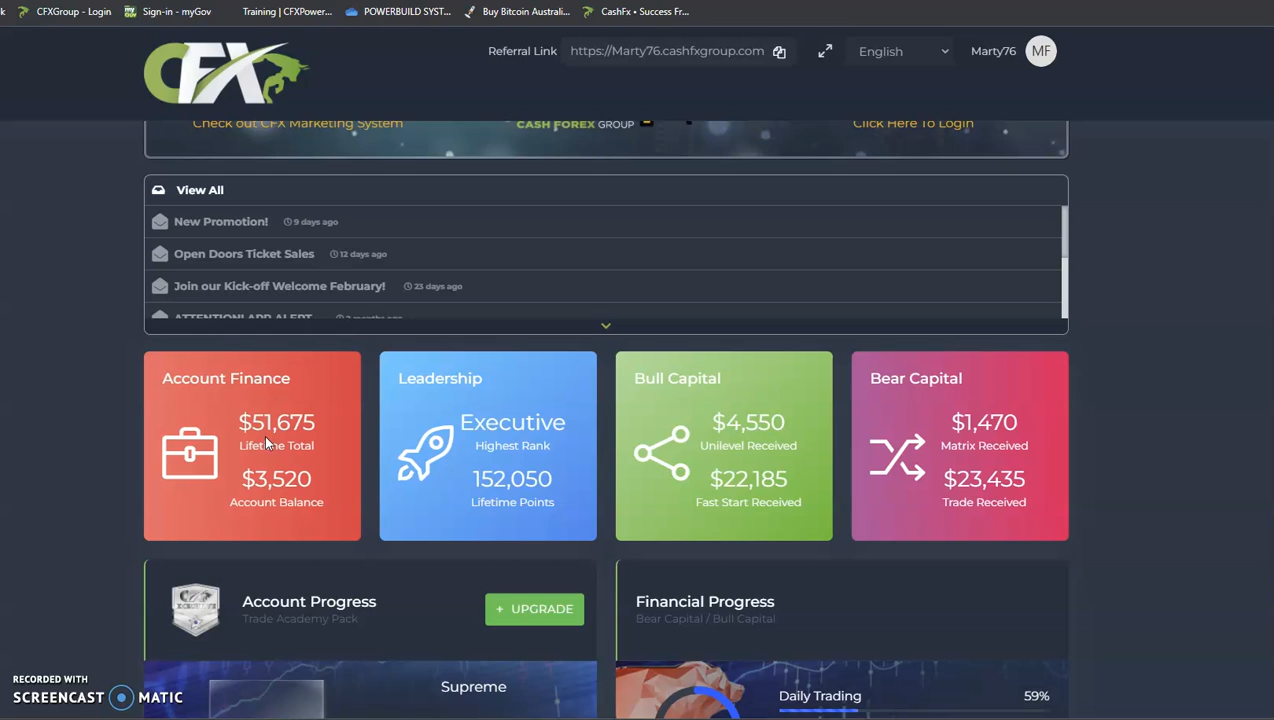 CFXGroup - Login
Sign-in - myGov
Training | CFXPower...
POWERBUILD SYST...
Buy Bitcoin Australi...
CashFx • Success Fr...
CFX
Referral Link
https://Marty76.cashfxgroup.com
English
Marty76
MF
Check out CFX Marketing System
CASH FOREX GROUP
Click Here To Login
View All
New Promotion! 9 days ago
Open Doors Ticket Sales 12 days ago
Join our Kick-off Welcome February! 23 days ago
ATTENTION! APP ALERT 2 months ago
Account Finance
$51,675
Lifetime Total
$3,520
Account Balance
Leadership
Executive
Highest Rank
152,050
Lifetime Points
Bull Capital
$4,550
Unilevel Received
$22,185
Fast Start Received
Bear Capital
$1,470
Matrix Received
$23,435
Trade Received
Account Progress
Trade Academy Pack
+ UPGRADE
Financial Progress
Bear Capital / Bull Capital
Supreme
Daily Trading 59%
RECORDED WITH
SCREENCAST MATIC